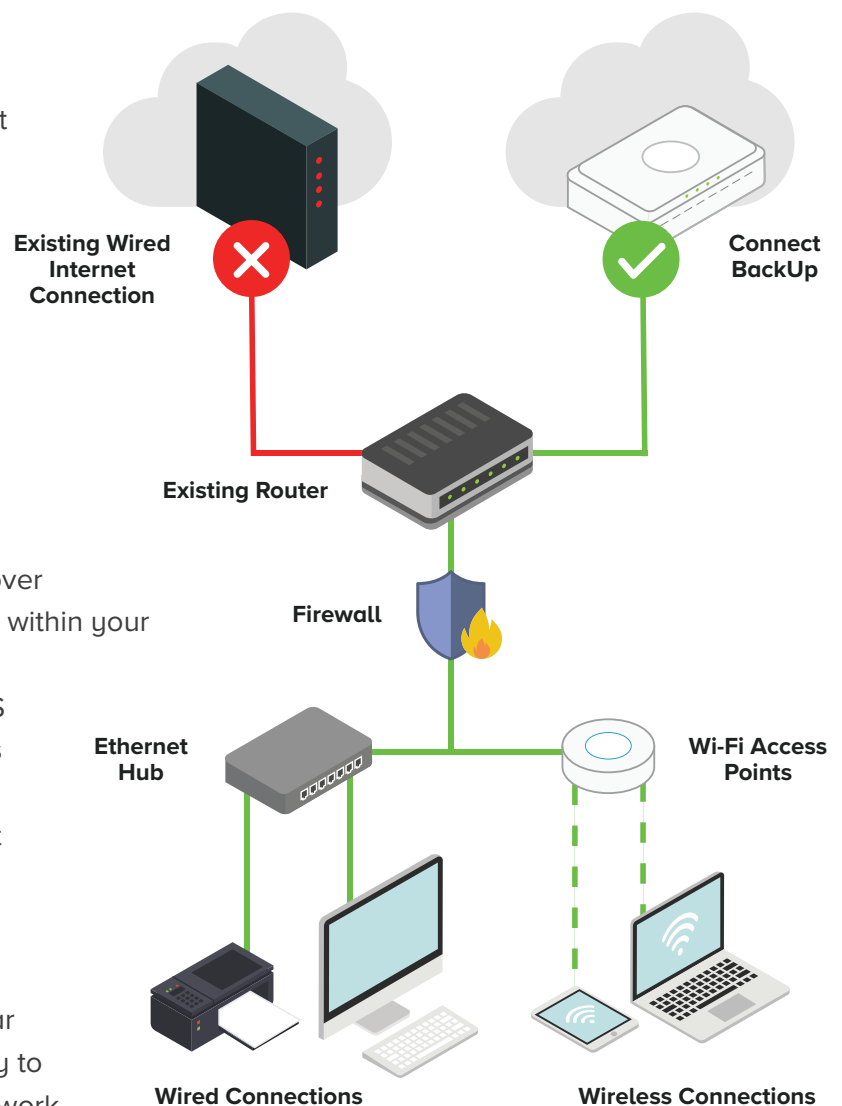 Existing Wired
Internet
Connection
Connect
BackUp
Existing Router
within your
Firewall
Ethernet
Hub
Wi-Fi Access
Points
to
Wired Connections
Wireless Connections